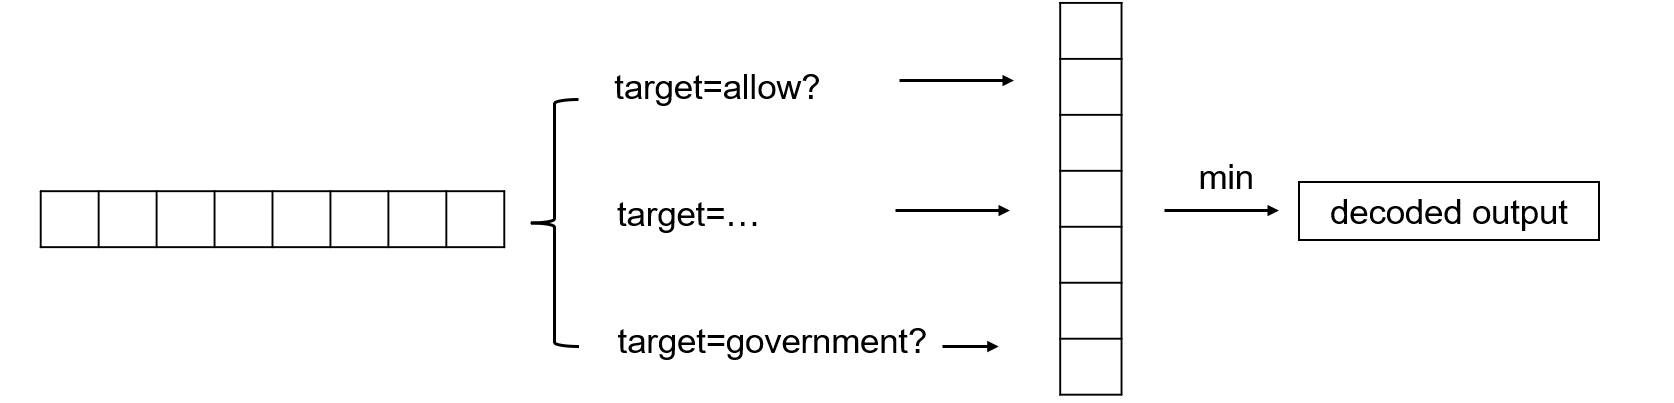 target=allow?
target=…
target=government?
min
decoded output